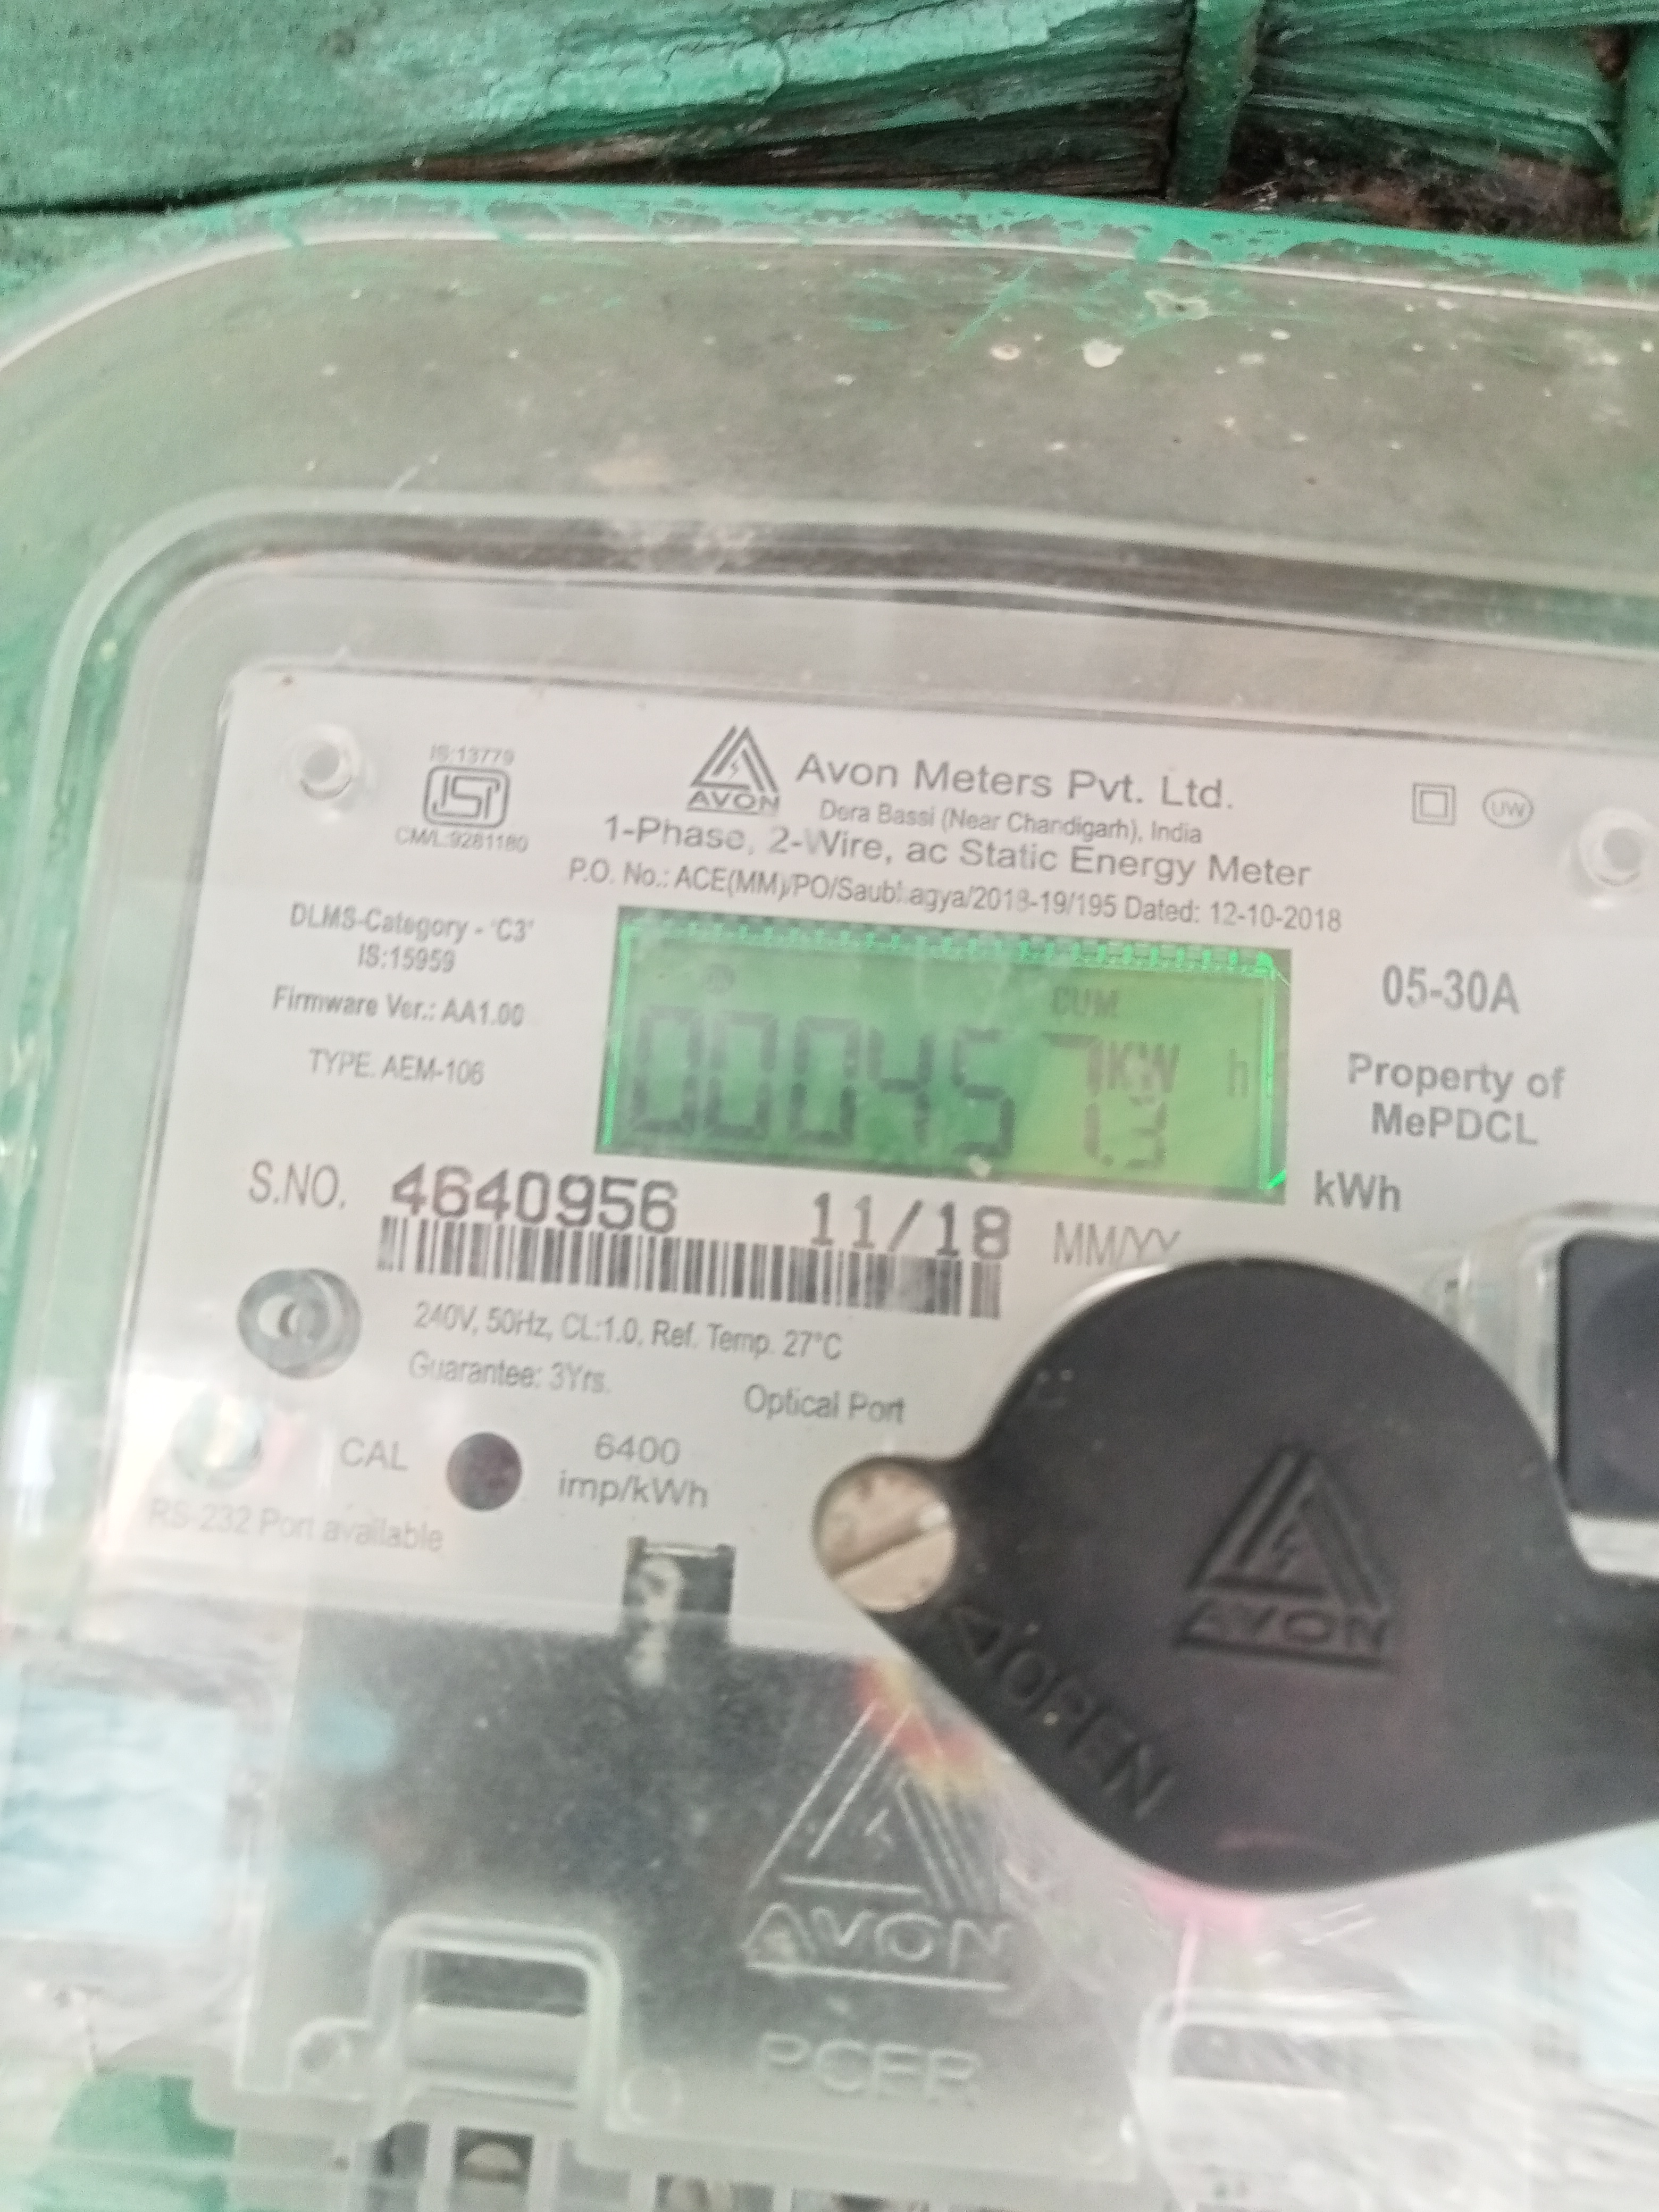 IS:13779
ISI
CM/L:9281180
AVON
Avon Meters Pvt. Ltd.
Dera Bassi (Near Chandigarh), India
1-Phase, 2-Wire, ac Static Energy Meter
P.O. No.: ACE(MM)/PO/Saubhagya/2018-19/195 Dated: 12-10-2018
UW
DLMS-Category - 'C3'
IS:15959
Firmware Ver.: AA1.00
TYPE. AEM-106
CUM
000457.3 KW h
05-30A
Property of
MePDCL
kWh
S.NO. 4640956 11/18 MM/YY
240V, 50Hz, CL:1.0, Ref. Temp. 27°C
Guarantee: 3Yrs.
Optical Port
CAL
6400
imp/kWh
RS-232 Port available
AVON
OPEN
AVON